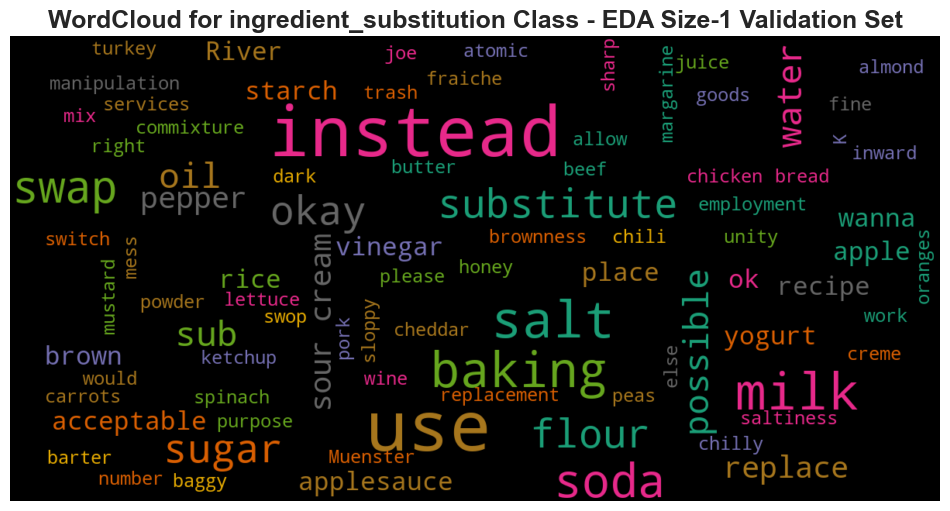 WordCloud for ingredient_substitution Class - EDA Size-1 Validation Set
turkey River joe atomic sharp margarine juice water almond
manipulation services starch trash fraiche goods fine
mix commixture right instead allow K inward
swap oil pepper dark okay butter beef substitute chicken bread employment wanna
switch mess vinegar brownness chili unity apple oranges
mustard rice sour cream please honey place possible ok recipe
powder lettuce swop pork sloppy cheddar salt work
sub brown ketchup yogurt creme
would carrots spinach wine baking else replacement peas milk saltiness
acceptable purpose use flour chilly
barter sugar Muenster replace
number baggy applesauce soda